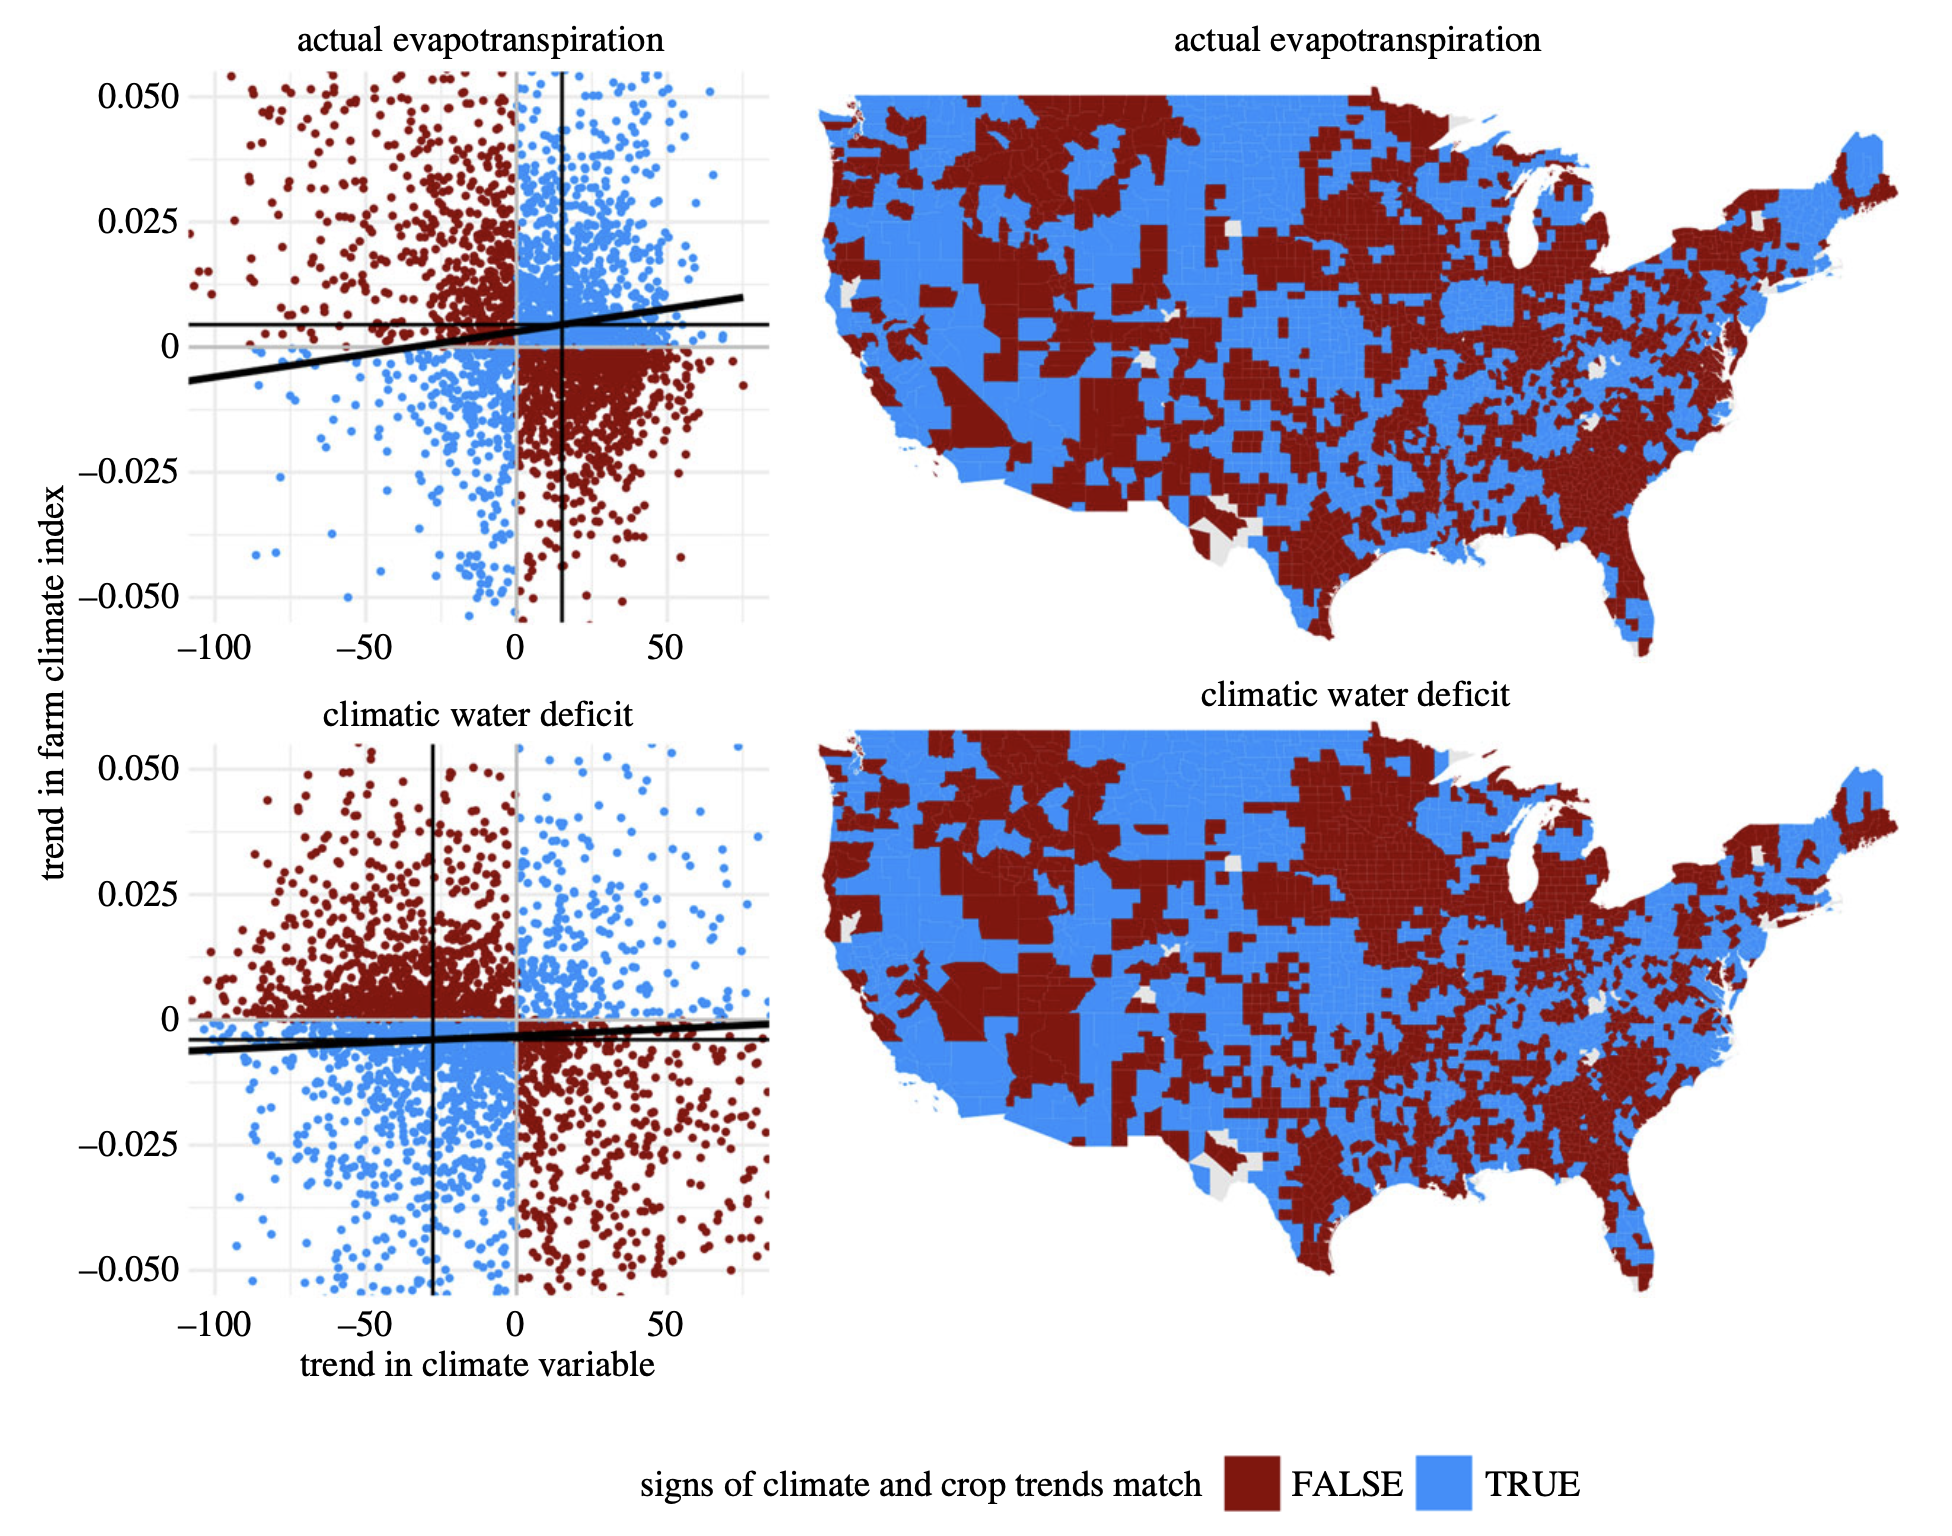 actual evapotranspiration
actual evapotranspiration
0.050
0.025
0
–0.025
–0.050
–100 –50 0 50
trend in farm climate index
climatic water deficit
climatic water deficit
0.050
0.025
0
–0.025
–0.050
–100 –50 0 50
trend in climate variable
signs of climate and crop trends match FALSE TRUE